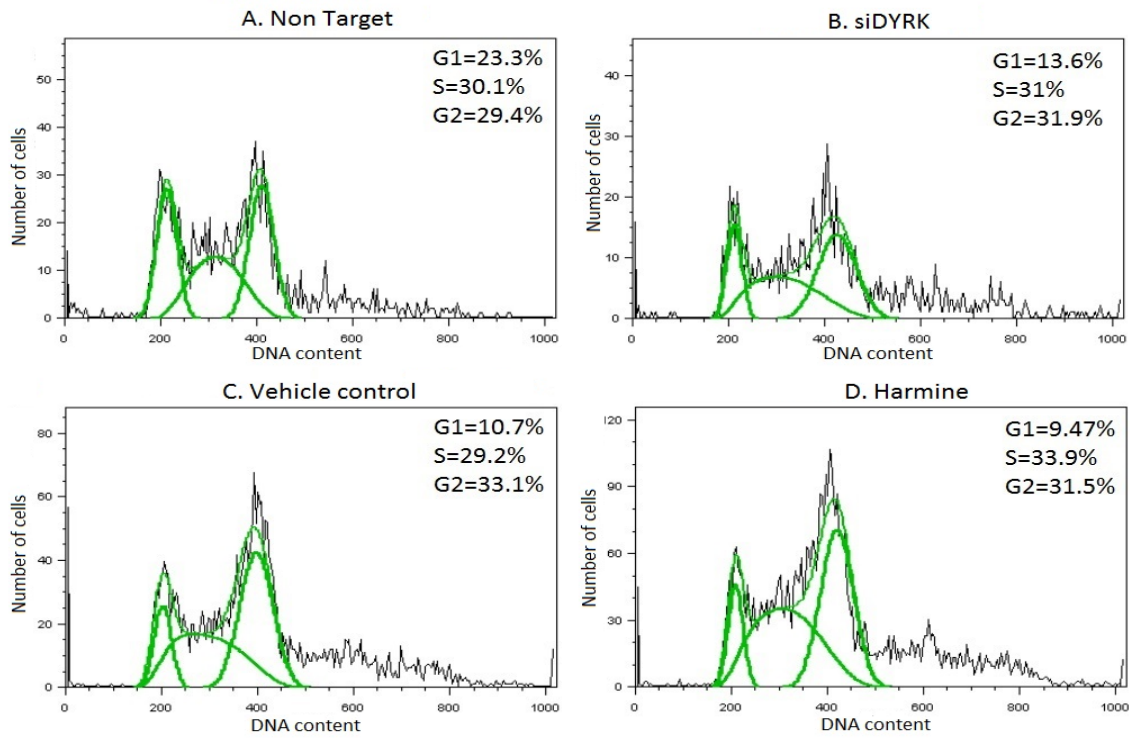 A. Non Target
G1=23.3%
S=30.1%
G2=29.4%
Number of cells
50
40
30
20
10
0
0 200 400 600 800 1000
DNA content
B. siDYRK
G1=13.6%
S=31%
G2=31.9%
Number of cells
40
30
20
10
0
0 200 400 600 800 1000
DNA content
C. Vehicle control
G1=10.7%
S=29.2%
G2=33.1%
Number of cells
80
60
40
20
0
0 200 400 600 800 1000
DNA content
D. Harmine
G1=9.47%
S=33.9%
G2=31.5%
Number of cells
120
90
60
30
0
0 200 400 600 800 1000
DNA content